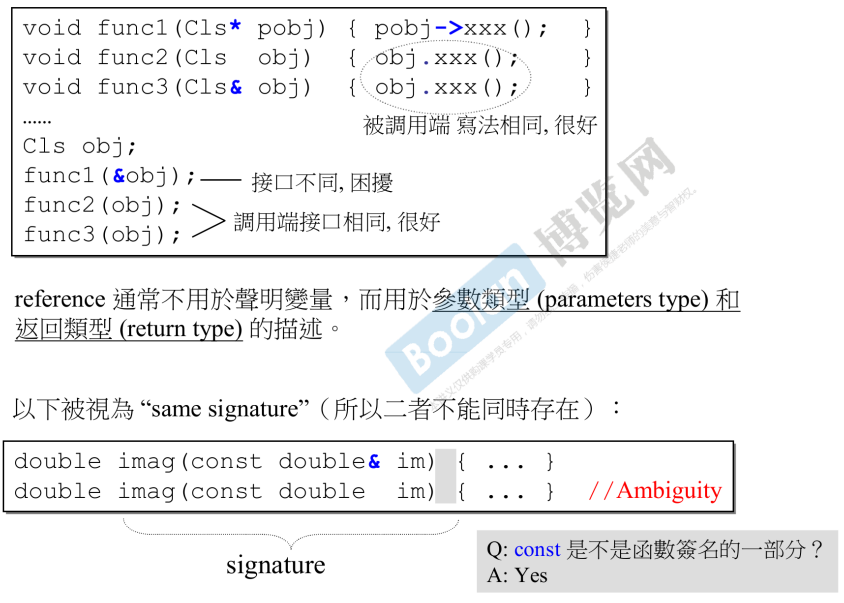 void func1(Cls* pobj) { pobj->xxx(); }
void func2(Cls obj) { obj.xxx(); }
void func3(Cls& obj) { obj.xxx(); }
......
被調用端 寫法相同, 很好
Cls obj;
func1(&obj); 接口不同, 困擾
func2(obj);
調用端接口相同, 很好
func3(obj);
reference 通常不用於聲明變量，而用於參數類型 (parameters type) 和
返回類型 (return type) 的描述。
以下被視為 “same signature”（所以二者不能同時存在）：
double imag(const double& im) { ... }
double imag(const double im) { ... } //Ambiguity
signature
Q: const 是不是函數簽名的一部分？
A: Yes
Boolan 博览网